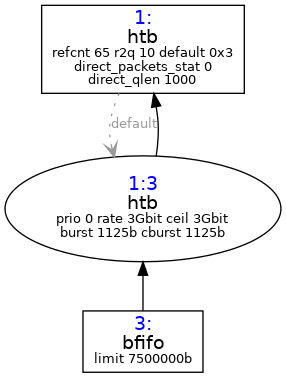 1:
htb
refcnt 65 r2q 10 default 0x3
direct_packets_stat 0
direct_qlen 1000
default
1:3
htb
prio 0 rate 3Gbit ceil 3Gbit
burst 1125b cburst 1125b
3:
bfifo
limit 7500000b